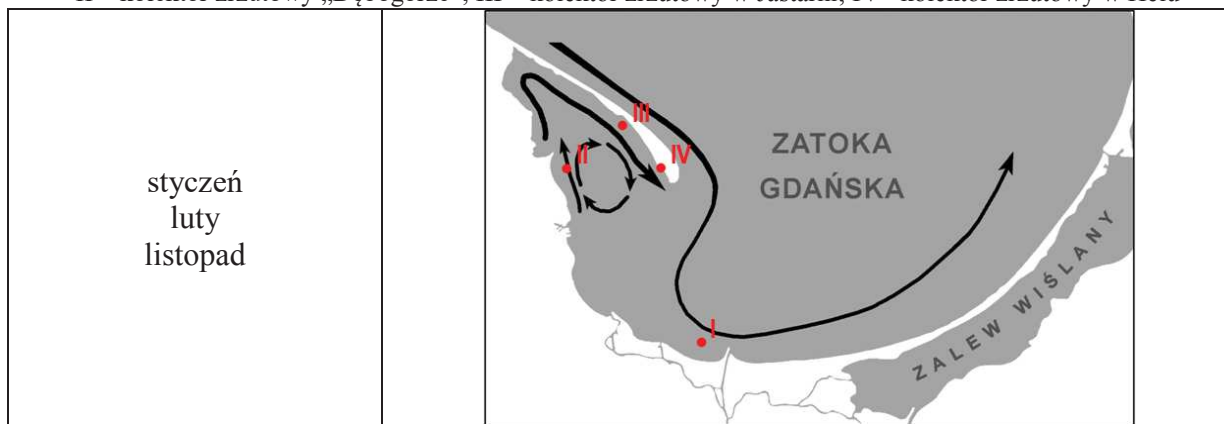 styczeń
luty
listopad
III
II
IV
ZATOKA
GDAŃSKA
I
ZALEW WIŚLANY